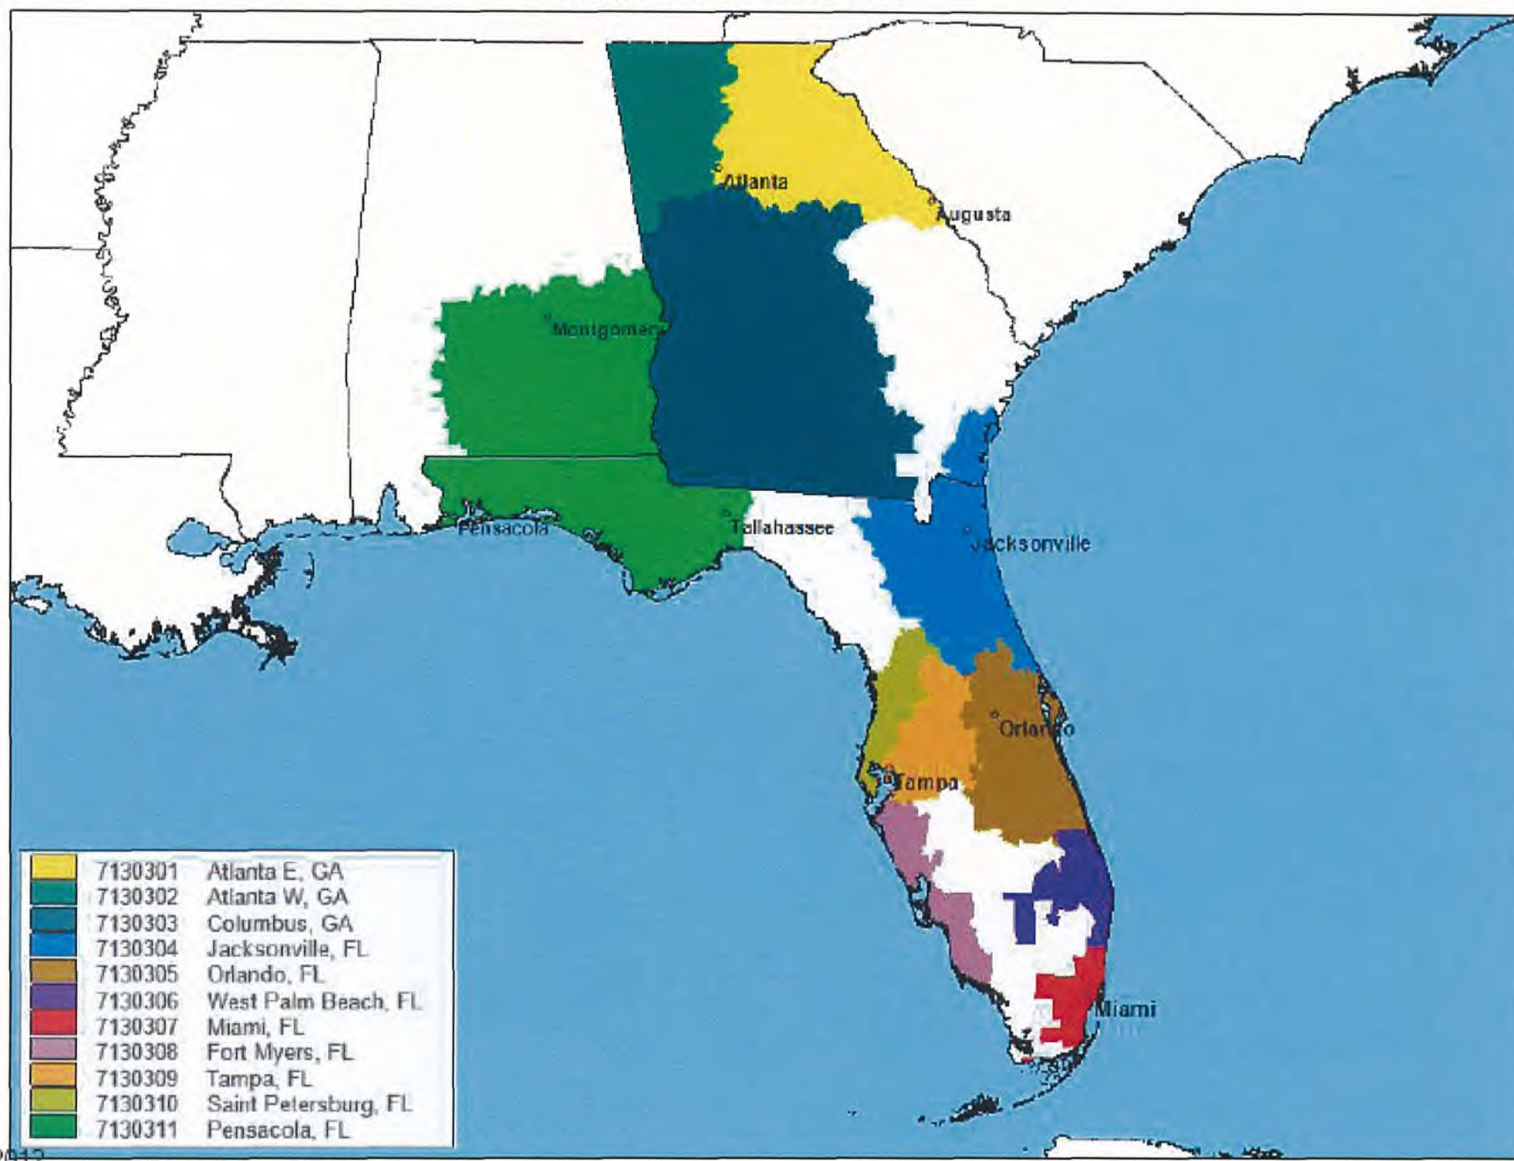 Atlanta
Augusta
Montgomer
Pensacola
Tallahassee
Jacksonville
Orlando
Tampa
Miami
7130301 Atlanta E, GA
7130302 Atlanta W, GA
7130303 Columbus, GA
7130304 Jacksonville, FL
7130305 Orlando, FL
7130306 West Palm Beach, FL
7130307 Miami, FL
7130308 Fort Myers, FL
7130309 Tampa, FL
7130310 Saint Petersburg, FL
7130311 Pensacola, FL